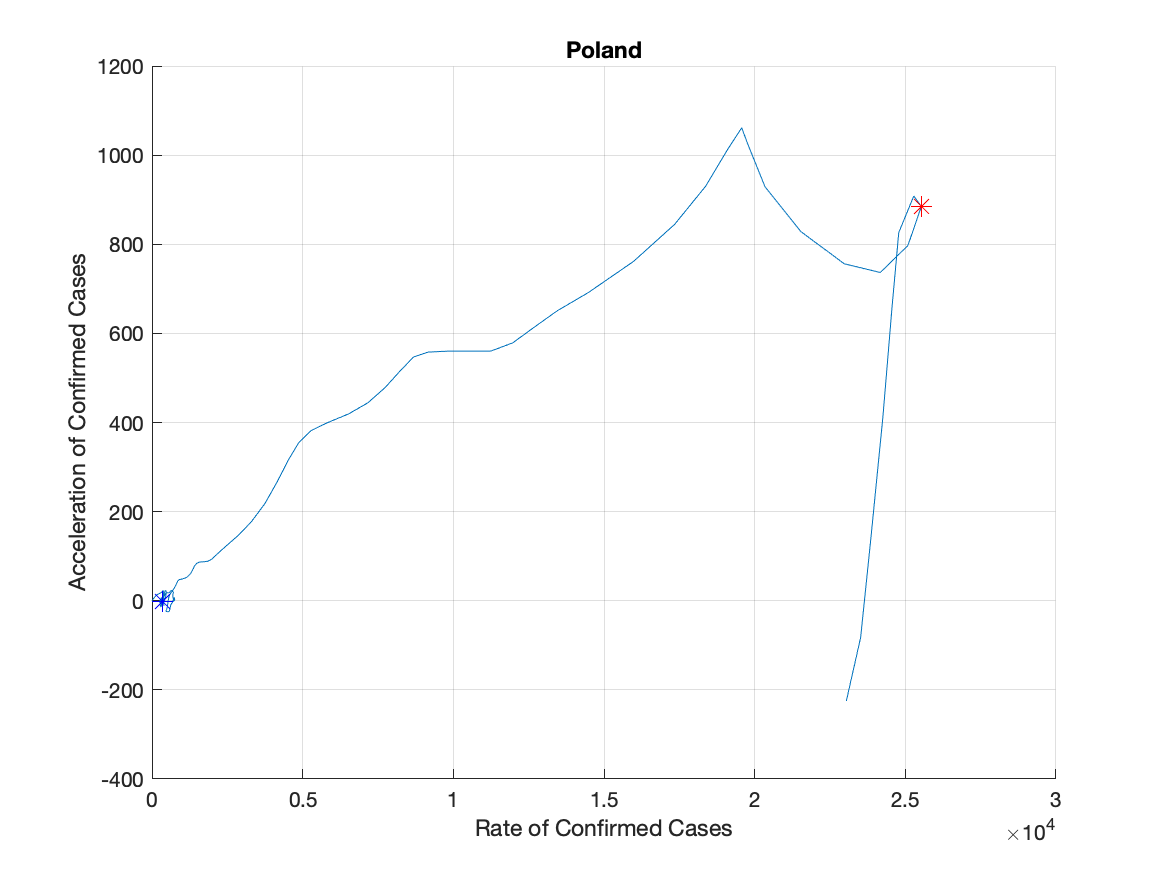 Poland
1200
1000
800
600
400
200
0
-200
-400
Acceleration of Confirmed Cases
0 0.5 1 1.5 2 2.5 3
Rate of Confirmed Cases
×10⁴